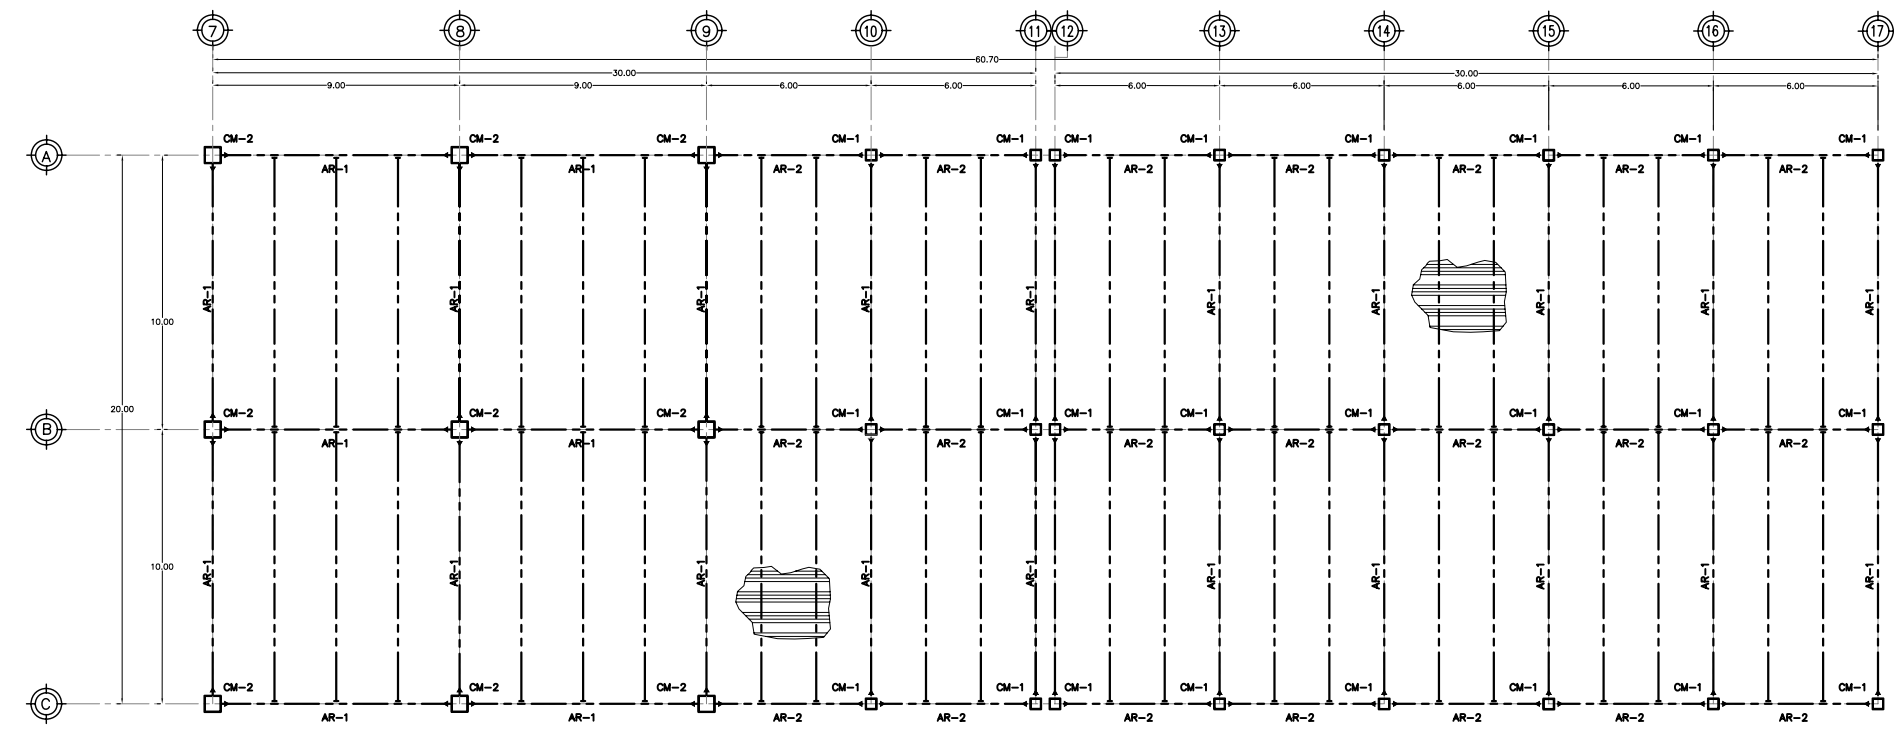 7 8 9 10 11 12 13 14 15 16 17
60.70
30.00 30.00
9.00 9.00 6.00 6.00 6.00 6.00 6.00 6.00 6.00
CM-2 CM-2 CM-2 CM-1 CM-1 CM-1 CM-1 CM-1 CM-1 CM-1 CM-1
A
AR-1 AR-1 AR-2 AR-2 AR-2 AR-2 AR-2 AR-2 AR-2
AR-1 AR-1 AR-1 AR-1 AR-1 AR-1 AR-1 AR-1 AR-1 AR-1
10.00
20.00
CM-2 CM-2 CM-2 CM-1 CM-1 CM-1 CM-1 CM-1 CM-1 CM-1 CM-1
B
AR-1 AR-1 AR-2 AR-2 AR-2 AR-2 AR-2 AR-2 AR-2
10.00
AR-1 AR-1 AR-1 AR-1 AR-1 AR-1 AR-1 AR-1 AR-1 AR-1
CM-2 CM-2 CM-2 CM-1 CM-1 CM-1 CM-1 CM-1 CM-1 CM-1 CM-1
C
AR-1 AR-1 AR-2 AR-2 AR-2 AR-2 AR-2 AR-2 AR-2